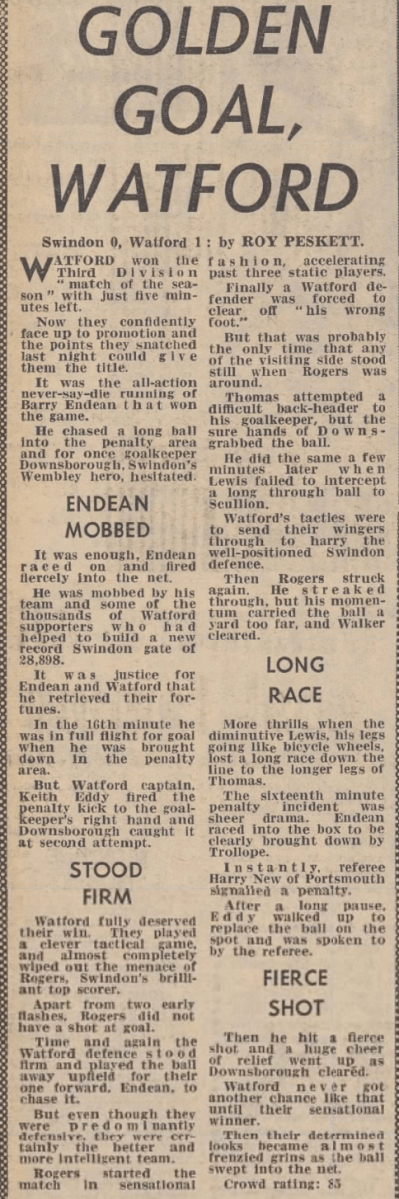 GOLDEN
GOAL,
WATFORD
Swindon 0, Watford 1 : by ROY PESKETT.
WATFORD won the
Third Division
" match of the sea-
son " with just five min-
utes left.
Now they confidently
face up to promotion and
the points they snatched
last night could give
them the title.
It was the all-action
never-say-die running of
Barry Endean that won
the game.
He chased a long ball
into the penalty area
and for once goalkeeper
Downsborough, Swindon's
Wembley hero, hesitated.
ENDEAN
MOBBED
It was enough, Endean
raced on and fired
fiercely into the net.
He was mobbed by his
team and some of the
thousands of Watford
supporters who had
helped to build a new
record Swindon gate of
28,898.
It was justice for
Endean and Watford that
he retrieved their for-
tunes.
In the 16th minute he
was in full flight for goal
when he was brought
down in the penalty
area.
But Watford captain,
Keith Eddy fired the
penalty kick to the goal-
keeper's right hand and
Downsborough caught it
at second attempt.
STOOD
FIRM
Watford fully deserved
their win. They played
a clever tactical game,
and almost completely
wiped out the menace of
Rogers, Swindon's brilli-
ant top scorer.
Apart from two early
flashes, Rogers did not
have a shot at goal.
Time and again the
Watford defence stood
firm and played the ball
away upfield for their
one forward, Endean, to
chase it.
But even though they
were predominantly
defensive, they were cer-
tainly the better and
more intelligent team.
Rogers started the
match in sensational
fashion, accelerating
past three static players.
Finally a Watford de-
fender was forced to
clear off " his wrong
foot."
But that was probably
the only time that any
of the visiting side stood
still when Rogers was
around.
Thomas attempted a
difficult back-header to
his goalkeeper, but the
sure hands of Downs-
grabbed the ball.
He did the same a few
minutes later when
Lewis failed to intercept
a long through ball to
Scullion.
Watford's tactics were
to send their wingers
through to harry the
well-positioned Swindon
defence.
Then Rogers struck
again. He streaked
through, but his momen-
tum carried the ball a
yard too far, and Walker
cleared.
LONG
RACE
More thrills when the
diminutive Lewis, his legs
going like bicycle wheels,
lost a long race down the
line to the longer legs of
Thomas.
The sixteenth minute
penalty incident was
sheer drama. Endean
raced into the box to be
clearly brought down by
Trollope.
Instantly, referee
Harry New of Portsmouth
signalled a penalty.
After a long pause,
Eddy walked up to
replace the ball on the
spot and was spoken to
by the referee.
FIERCE
SHOT
Then he hit a fierce
shot and a huge cheer
of relief went up as
Downsborough cleared.
Watford never got
another chance like that
until their sensational
winner.
Then their determined
looks became almost
frenzied grins as the ball
swept into the net.
Crowd rating: 85